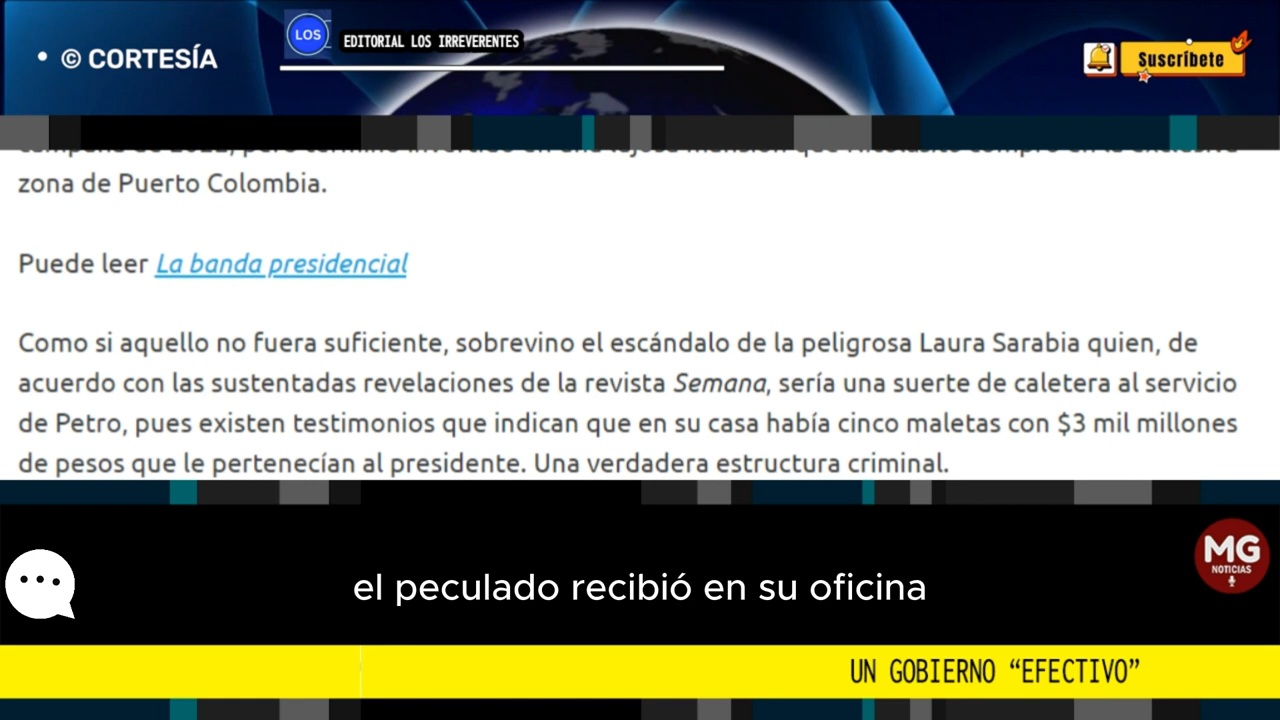 • © CORTESÍA
LOS
EDITORIAL LOS IRREVERENTES
Suscríbete
zona de Puerto Colombia.
Puede leer La banda presidencial
Como si aquello no fuera suficiente, sobrevino el escándalo de la peligrosa Laura Sarabia quien, de
acuerdo con las sustentadas revelaciones de la revista Semana, sería una suerte de caletera al servicio
de Petro, pues existen testimonios que indican que en su casa había cinco maletas con $3 mil millones
de pesos que le pertenecían al presidente. Una verdadera estructura criminal.
MG
NOTICIAS
el peculado recibió en su oficina
UN GOBIERNO “EFECTIVO”